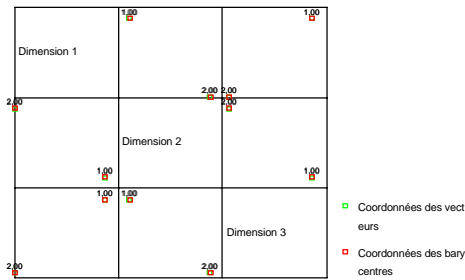 1,00 1,00
Dimension 1
2,00 2,00
2,00 2,00
Dimension 2
1,00 1,00
1,00 1,00
Coordonnées des vect
eurs
Dimension 3
Coordonnées des bary
centres
2,00 2,00